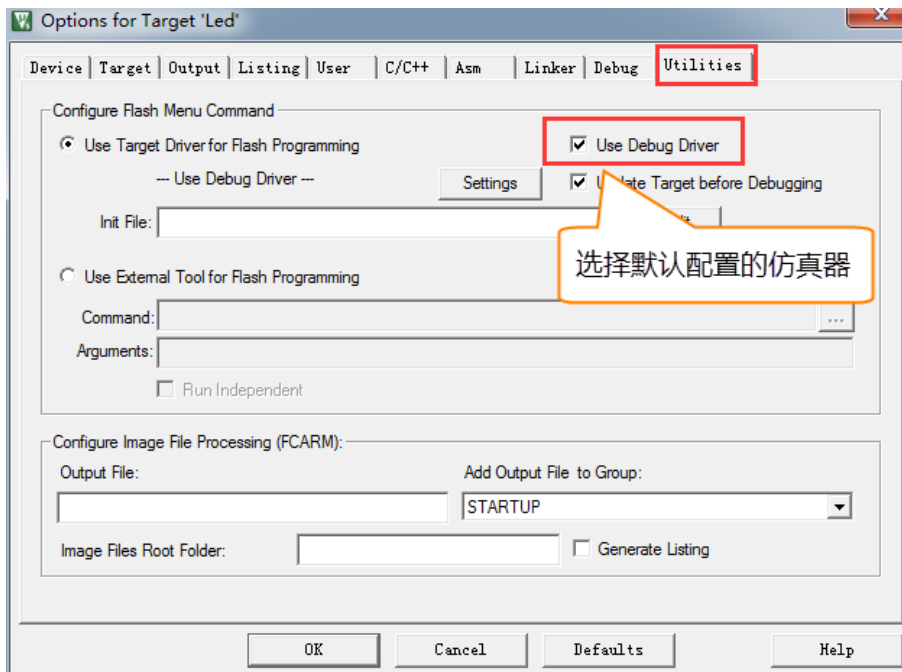 Options for Target 'Led'
Device Target Output Listing User C/C++ Asm Linker Debug Utilities
Configure Flash Menu Command
Use Target Driver for Flash Programming
Use Debug Driver
--- Use Debug Driver ---
Settings
Update Target before Debugging
Init File:
选择默认配置的仿真器
Use External Tool for Flash Programming
Command:
...
Arguments:
Run Independent
Configure Image File Processing (FCARM):
Output File:
Add Output File to Group:
STARTUP
Image Files Root Folder:
Generate Listing
OK Cancel Defaults Help